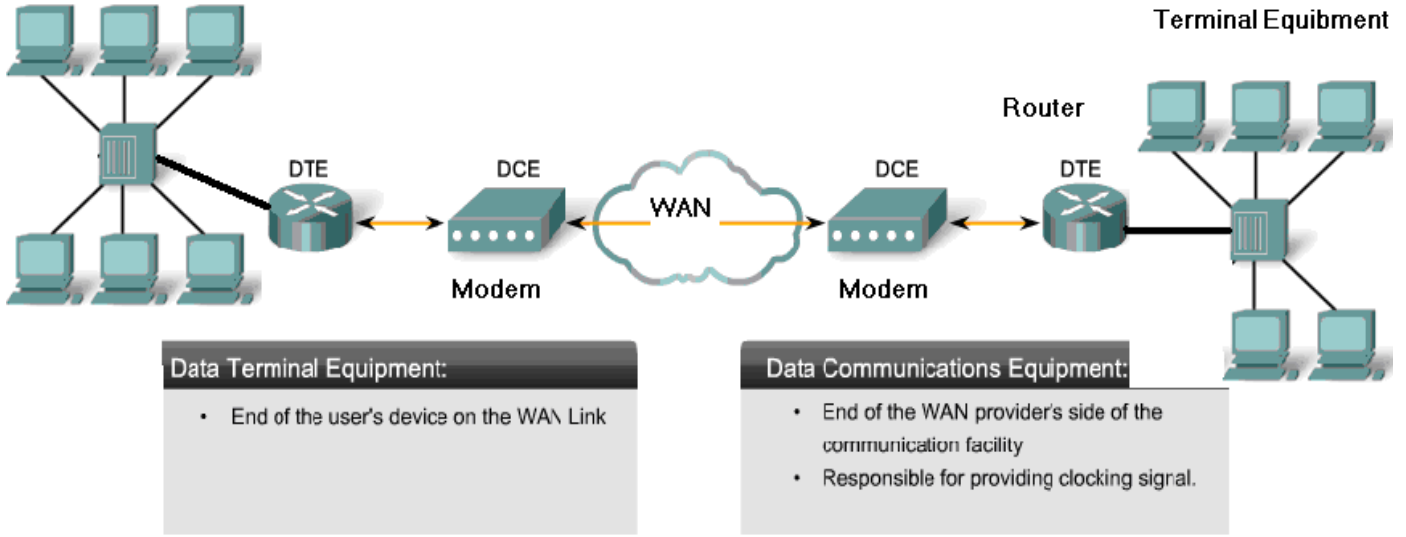 Terminal Equibment
Router
DTE
DCE
WAN
DCE
DTE
Modem
Modem
Data Terminal Equipment:
• End of the user's device on the WAN Link
Data Communications Equipment:
• End of the WAN provider's side of the
communication facility
• Responsible for providing clocking signal.